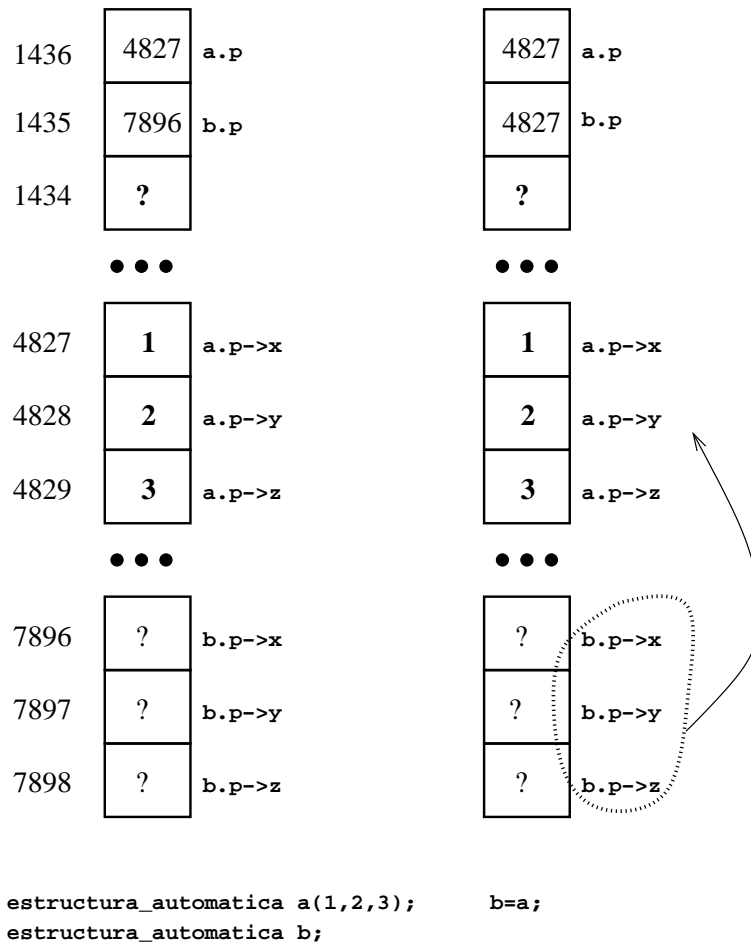 1436 4827 a.p 4827 a.p
1435 7896 b.p 4827 b.p
1434 ? ?
4827 1 a.p->x 1 a.p->x
4828 2 a.p->y 2 a.p->y
4829 3 a.p->z 3 a.p->z
7896 ? b.p->x ? b.p->x
7897 ? b.p->y ? b.p->y
7898 ? b.p->z ? b.p->z
estructura_automatica a(1,2,3); b=a;
estructura_automatica b;